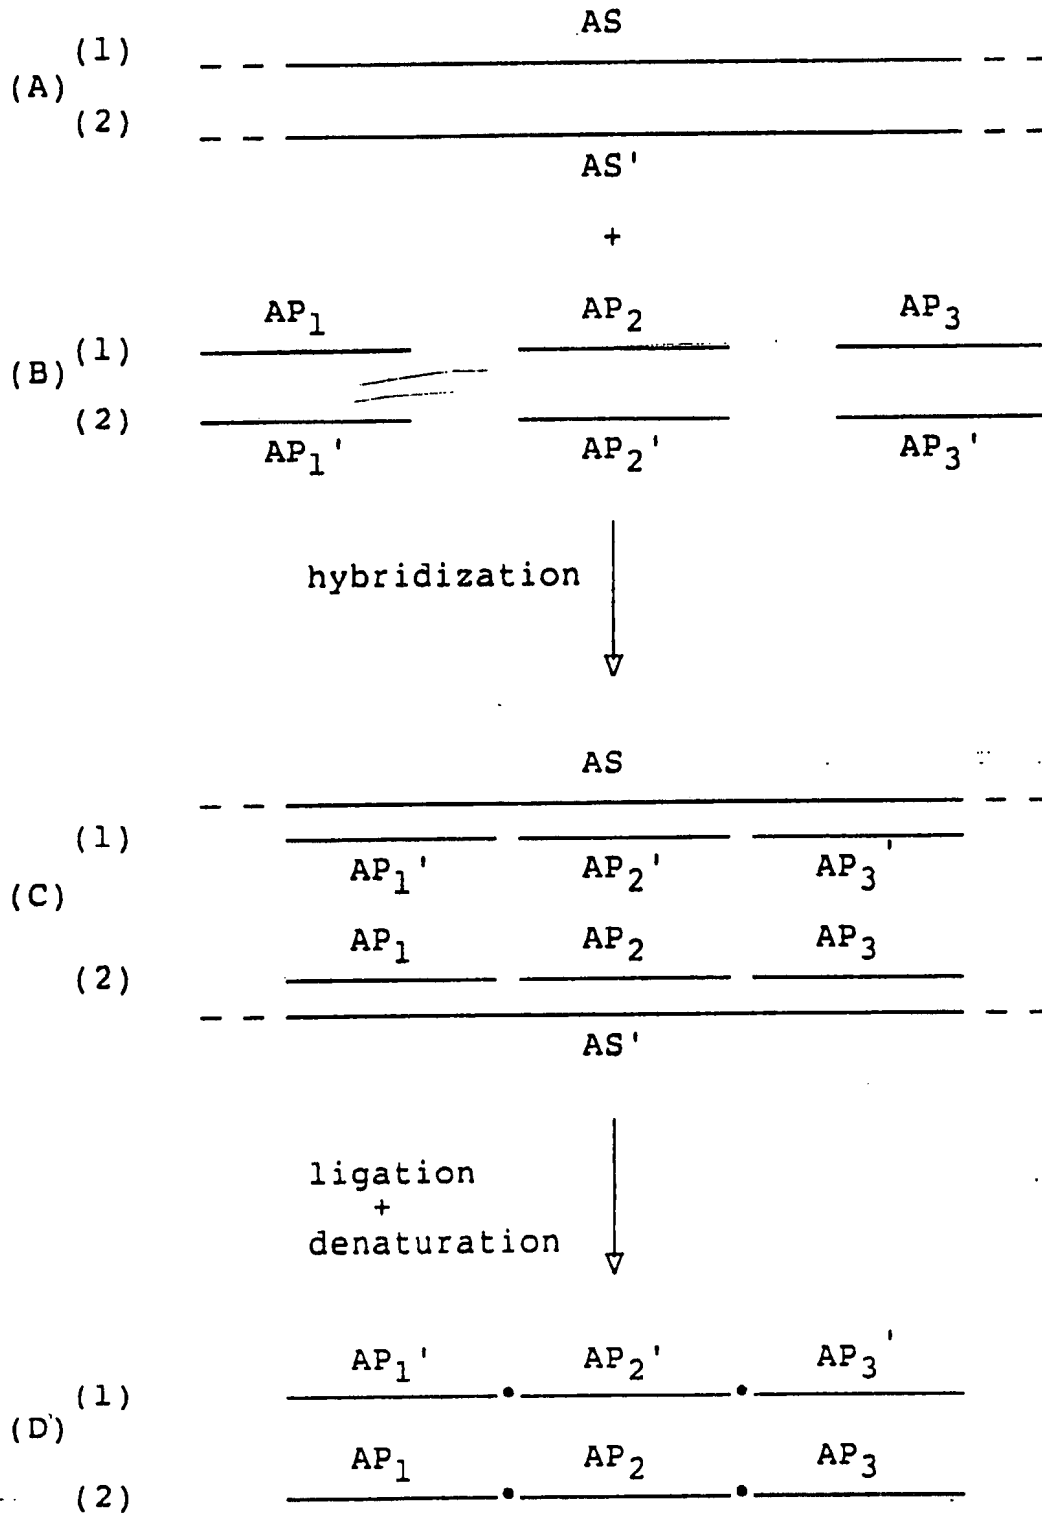 AS
(1)
(A)
(2)
AS'
+
AP1 AP2 AP3
(1)
(B)
(2)
AP1' AP2' AP3'
hybridization
AS
(1)
AP1' AP2' AP3'
(C)
AP1 AP2 AP3
(2)
AS'
ligation
+
denaturation
AP1' AP2' AP3'
(1)
(D)
AP1 AP2 AP3
(2)